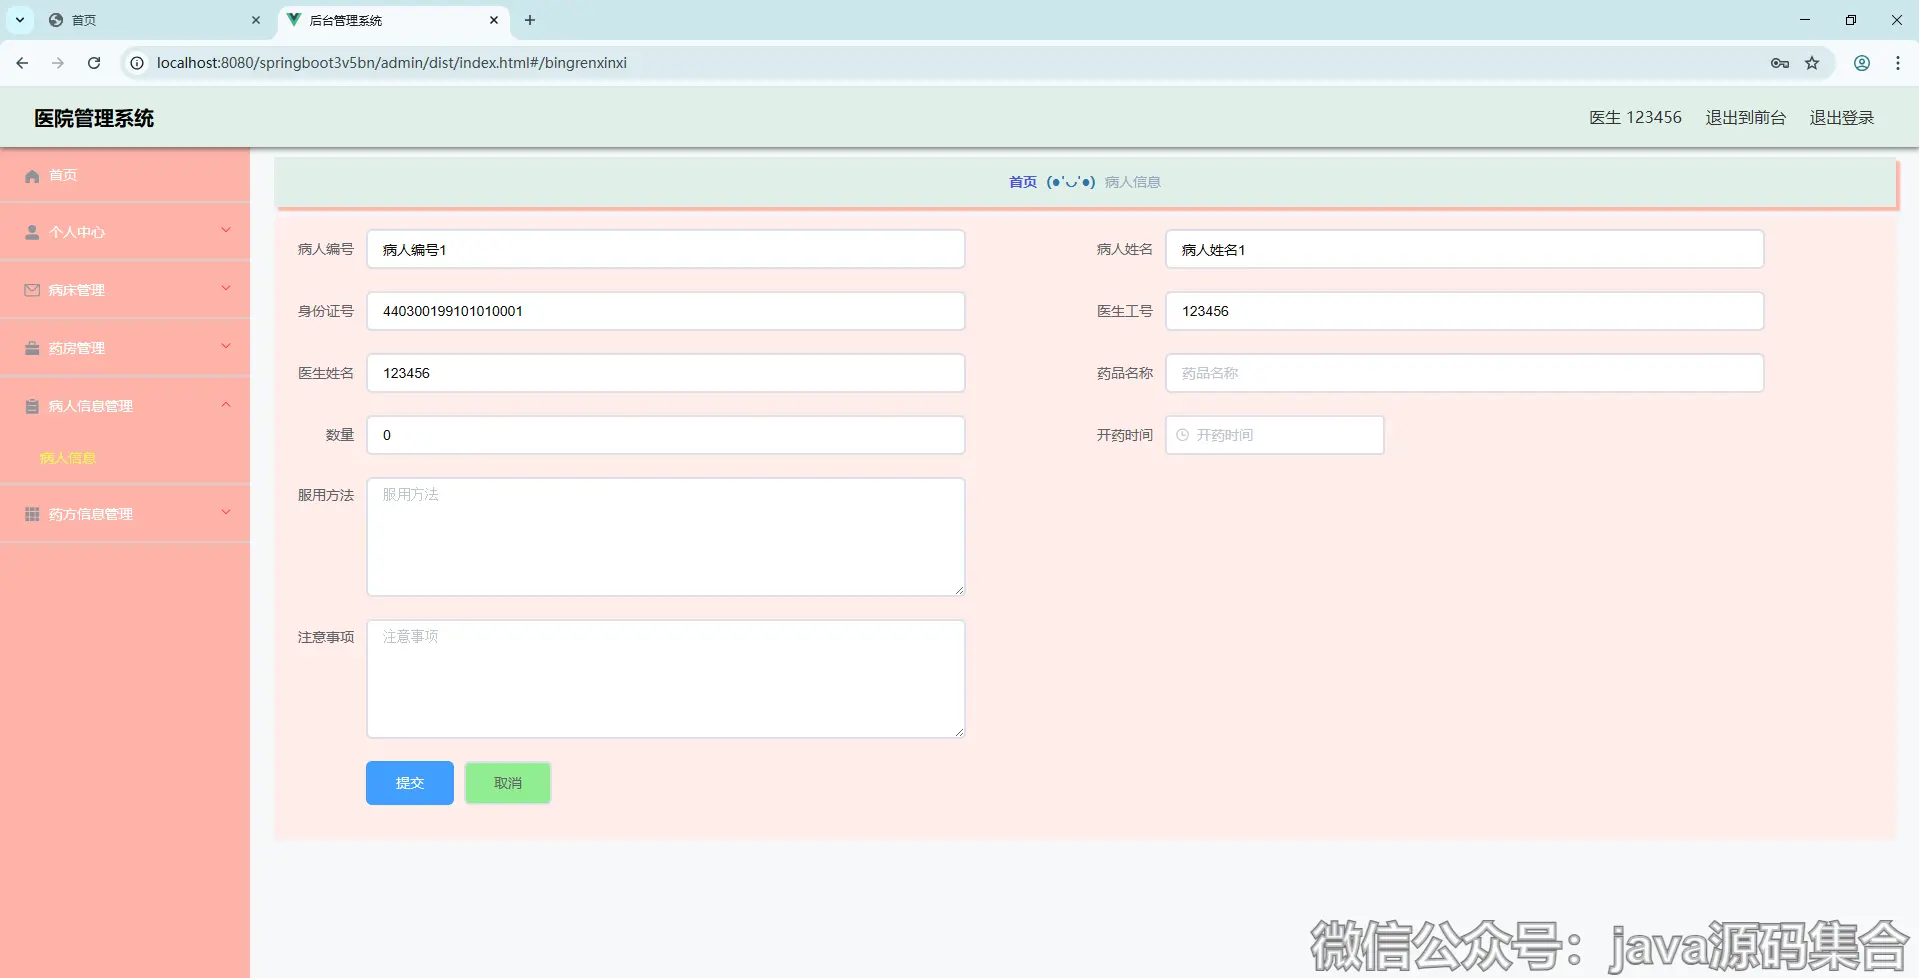 首页
后台管理系统
localhost:8080/springboot3v5bn/admin/dist/index.html#/bingrenxinxi
医院管理系统
医生 123456 退出到前台 退出登录
首页
个人中心
病床管理
药房管理
病人信息管理
病人信息
药方信息管理
首页 (●'◡'●) 病人信息
病人编号 病人编号1
病人姓名 病人姓名1
身份证号 440300199101010001
医生工号 123456
医生姓名 123456
药品名称 药品名称
数量 0
开药时间 开药时间
服用方法 服用方法
注意事项 注意事项
提交 取消
微信公众号：java源码集合